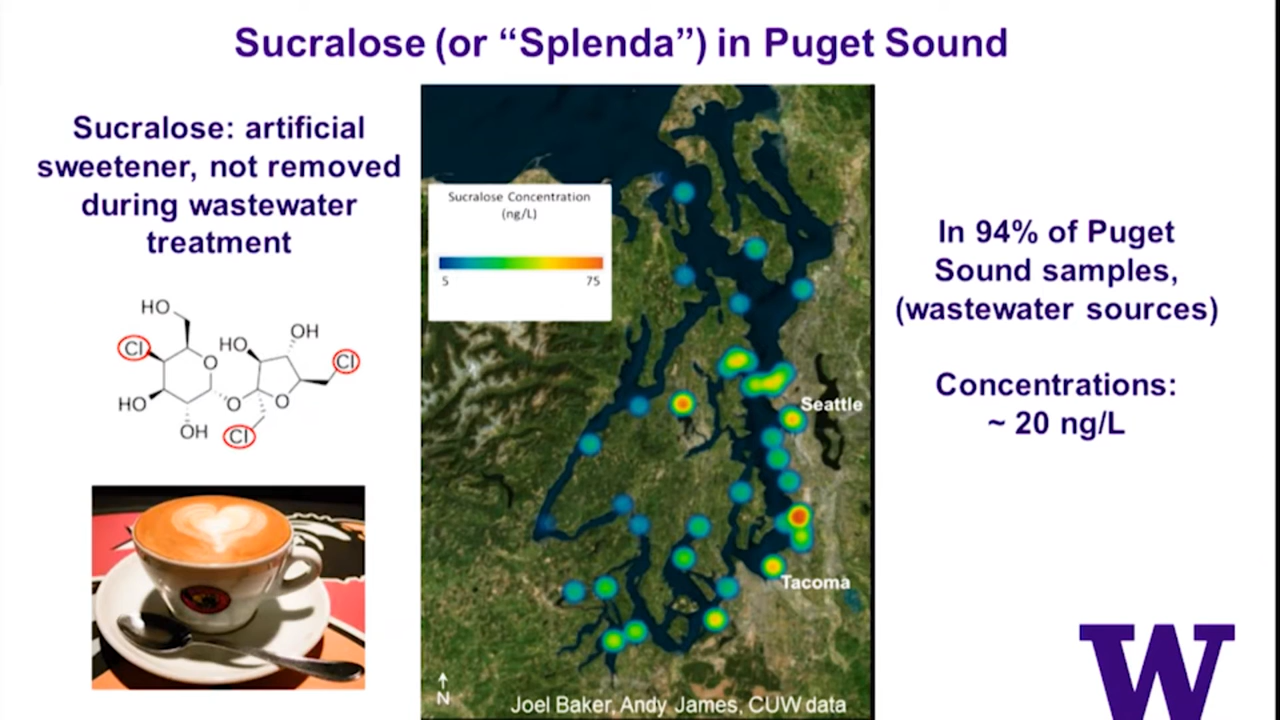 Sucralose (or “Splenda”) in Puget Sound
Sucralose: artificial
sweetener, not removed
during wastewater
treatment
HO
Cl
O
HO
OH
HO
OH
O
Cl
O
Cl
Sucralose Concentration
(ng/L)
5 75
Seattle
Tacoma
N
Joel Baker, Andy James, CUW data
In 94% of Puget
Sound samples,
(wastewater sources)
Concentrations:
~ 20 ng/L
W